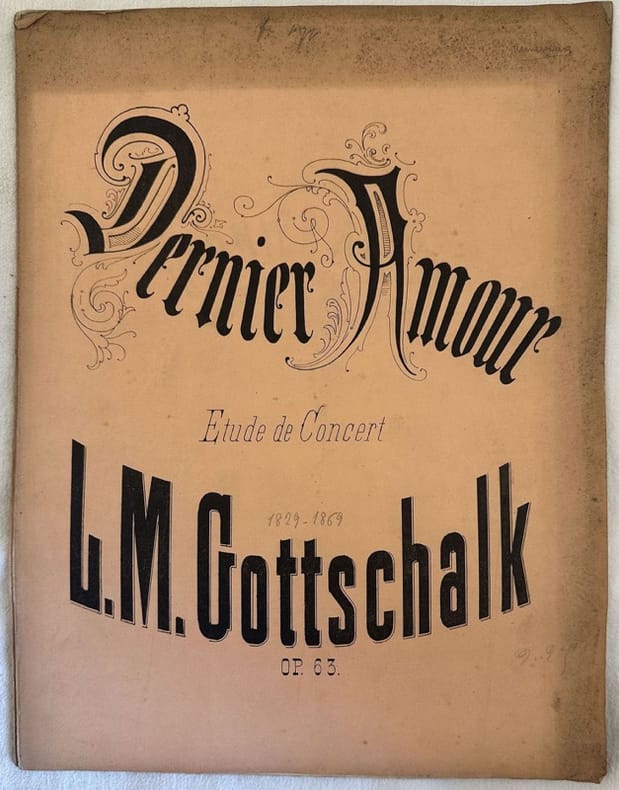 Dernier Amour
Etude de Concert
1829-1869
L.M. Gottschalk
OP. 63.